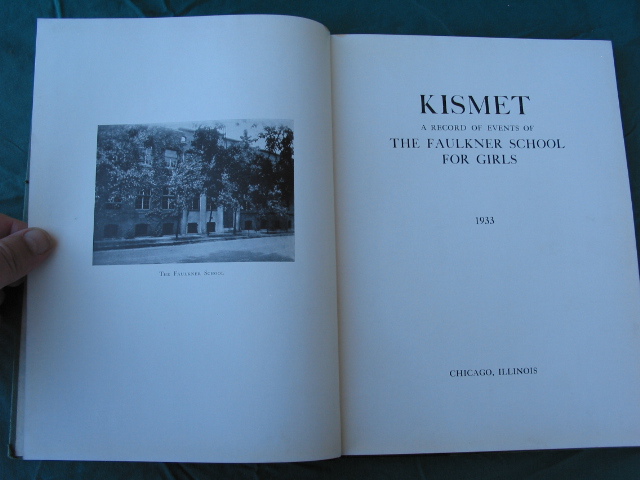 The Faulkner School
KISMET
A RECORD OF EVENTS OF
THE FAULKNER SCHOOL
FOR GIRLS
1933
CHICAGO, ILLINOIS